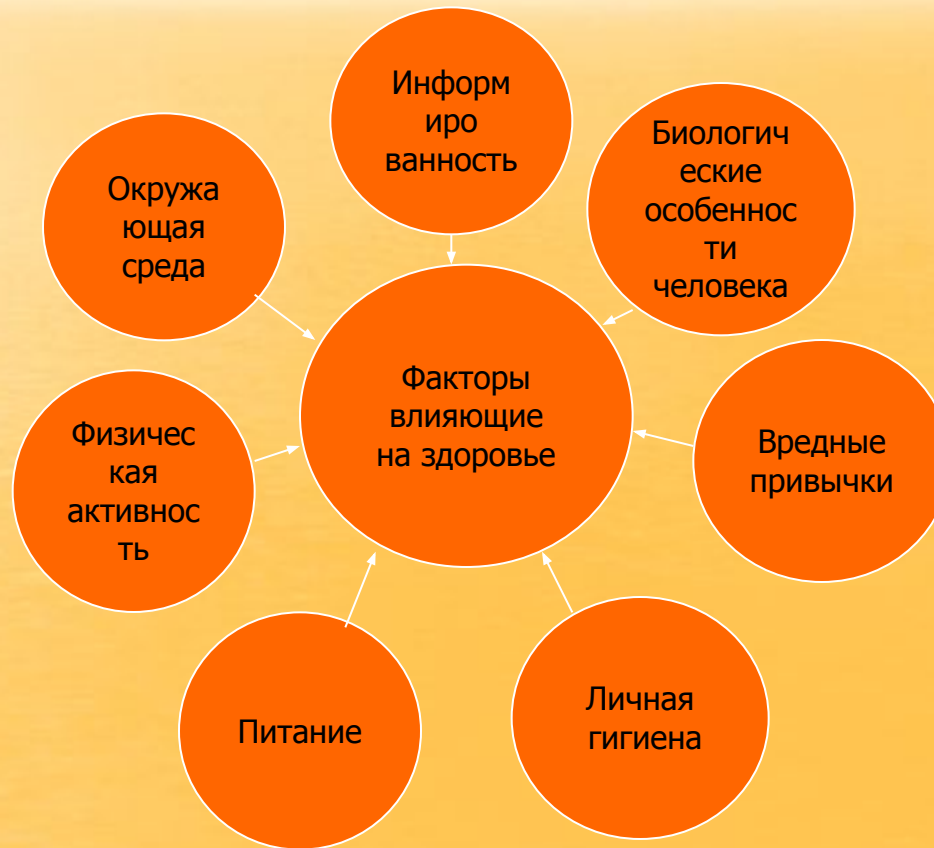 Информ
иро
ванность
Биологич
еские
особеннос
ти
человека
Окружа
ющая
среда
Факторы
влияющие
на здоровье
Физичес
кая
активнос
ть
Вредные
привычки
Питание
Личная
гигиена